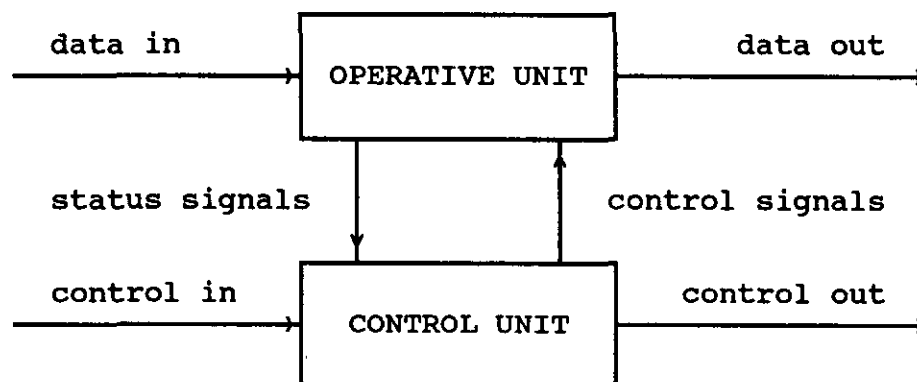 data in
data out
OPERATIVE UNIT
status signals
control signals
control in
control out
CONTROL UNIT